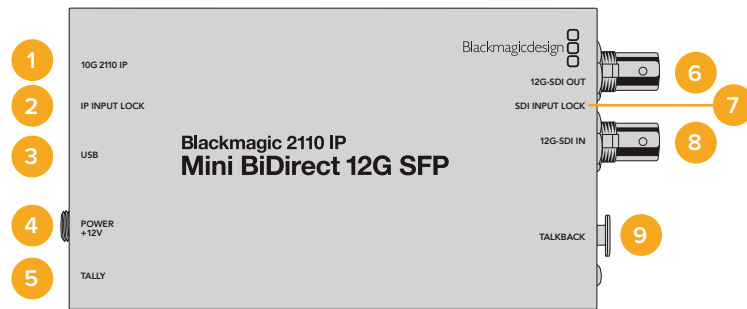 1
10G 2110 IP
2
IP INPUT LOCK
3
USB
4
POWER
+12V
5
TALLY
Blackmagic 2110 IP
Mini BiDirect 12G SFP
Blackmagicdesign
12G-SDI OUT
6
SDI INPUT LOCK
7
12G-SDI IN
8
TALKBACK
9